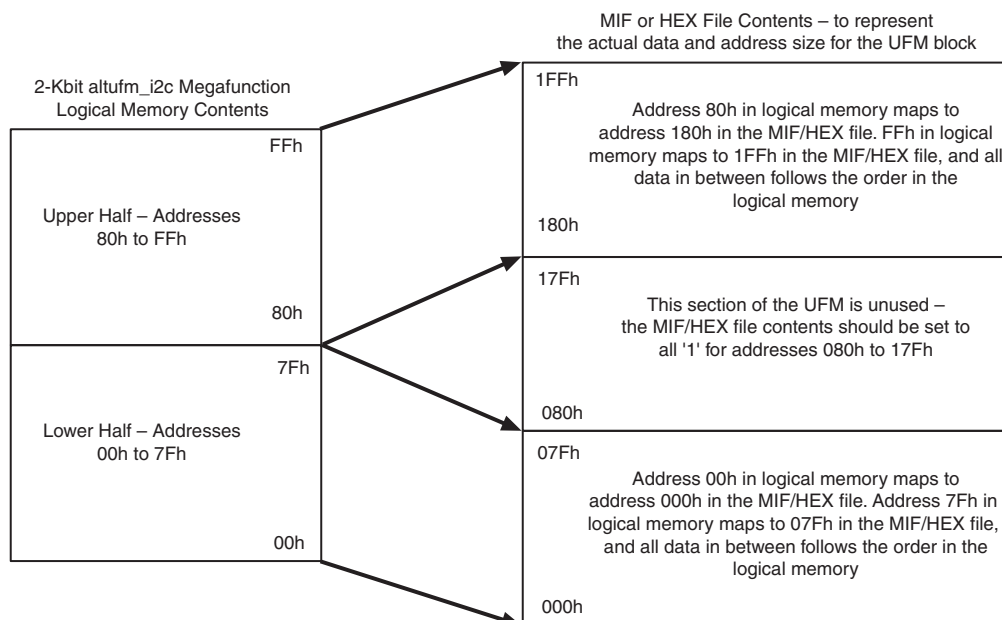 MIF or HEX File Contents – to represent
the actual data and address size for the UFM block
2-Kbit altufm_i2c Megafunction
Logical Memory Contents
FFh
Upper Half – Addresses
80h to FFh
80h
7Fh
Lower Half – Addresses
00h to 7Fh
00h
1FFh
Address 80h in logical memory maps to
address 180h in the MIF/HEX file. FFh in logical
memory maps to 1FFh in the MIF/HEX file, and all
data in between follows the order in the
logical memory
180h
17Fh
This section of the UFM is unused –
the MIF/HEX file contents should be set to
all '1' for addresses 080h to 17Fh
080h
07Fh
Address 00h in logical memory maps to
address 000h in the MIF/HEX file. Address 7Fh in
logical memory maps to 07Fh in the MIF/HEX file,
and all data in between follows the order in the
logical memory
000h